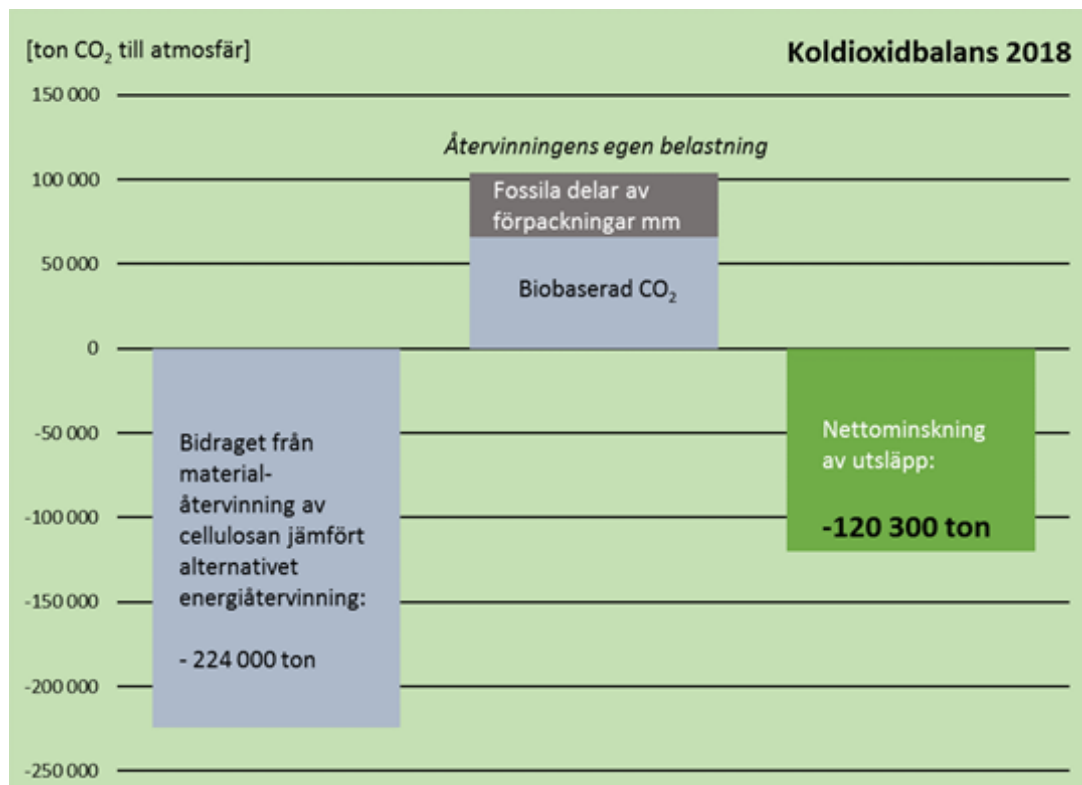 [ton CO₂ till atmosfär]
Koldioxidbalans 2018
150 000
Återvinningens egen belastning
100 000
Fossila delar av
förpackningar mm
50 000
Biobaserad CO₂
0
-50 000
Bidraget från
material-
återvinning av
cellulosan jämfört
alternativet
energiåtervinning:
- 224 000 ton
Nettominskning
av utsläpp:
-120 300 ton
-100 000
-150 000
-200 000
-250 000